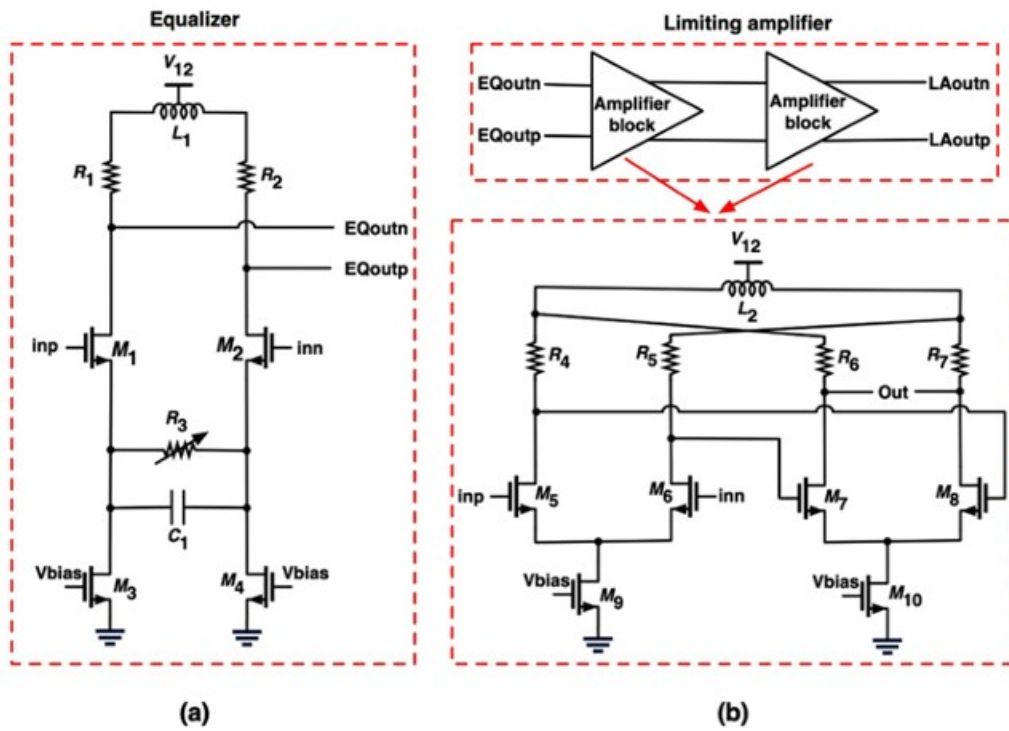 Equalizer
V12
L1
R1
R2
EQoutn
EQoutp
inp
M1
M2
inn
R3
C1
Vbias
M3
M4
Vbias
(a)
Limiting amplifier
EQoutn
EQoutp
Amplifier
block
Amplifier
block
LAoutn
LAoutp
V12
L2
R4
R5
R6
R7
Out
inp
M5
M6
inn
M7
M8
Vbias
M9
Vbias
M10
(b)